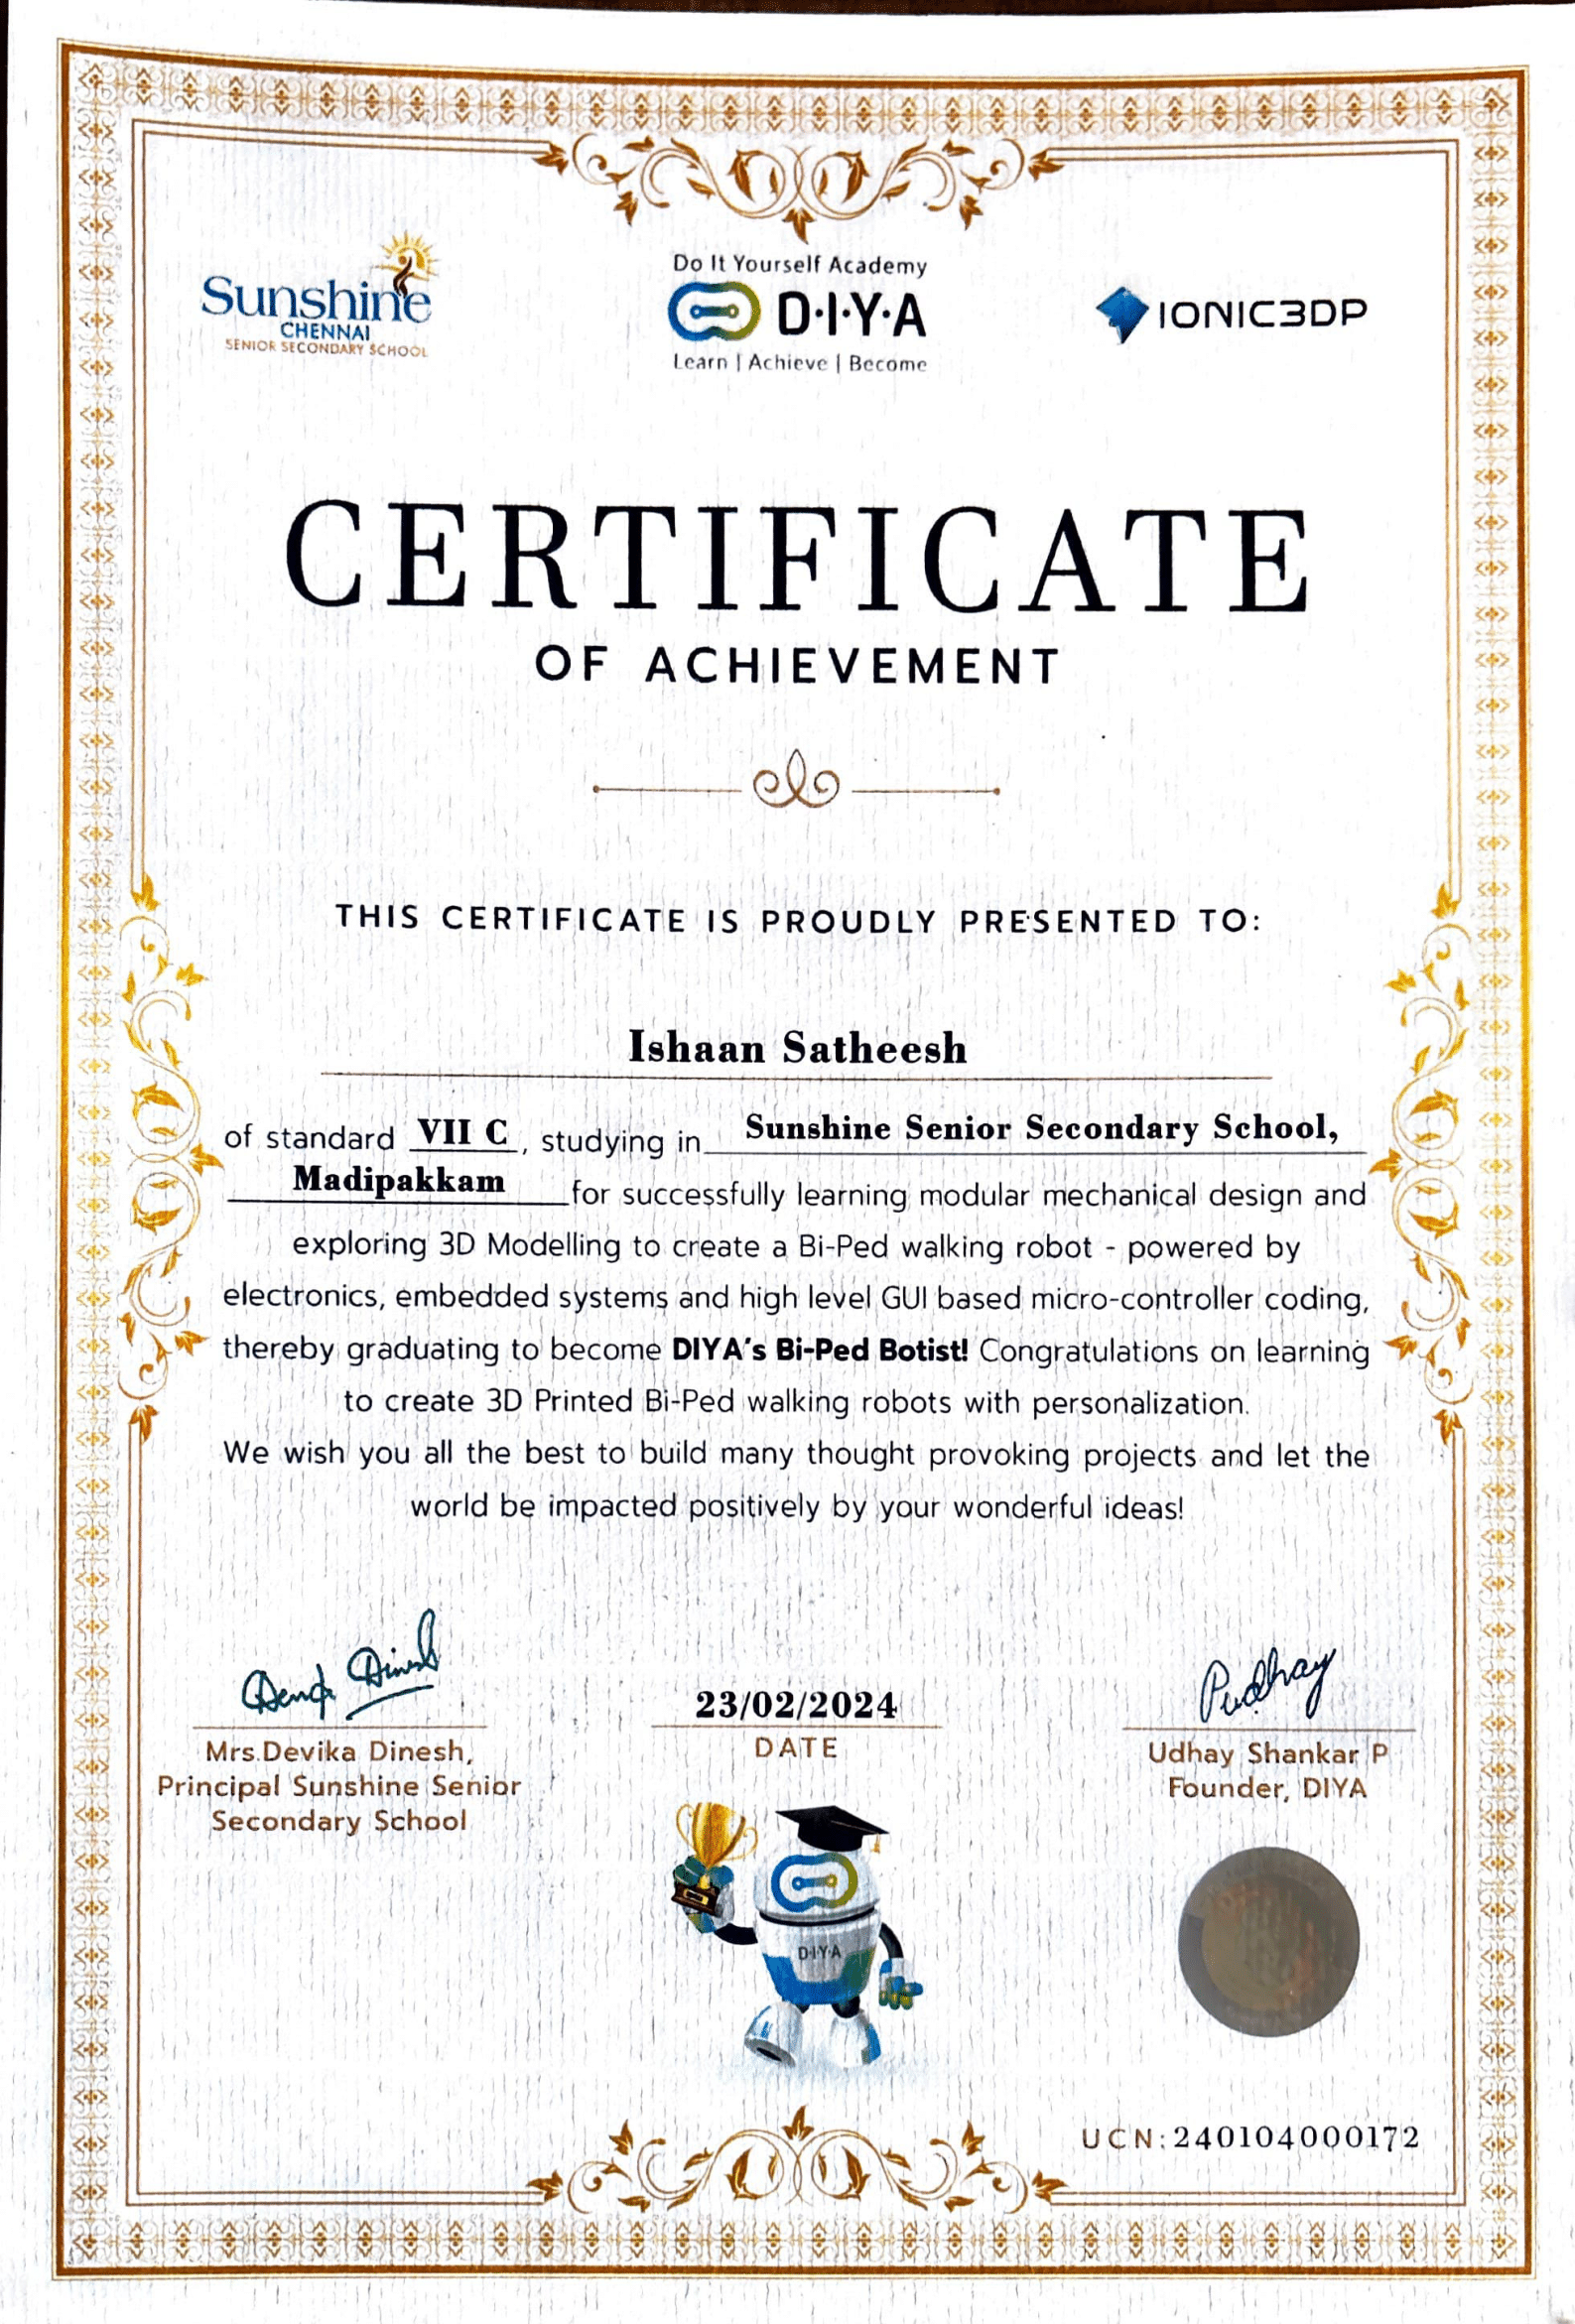 Sunshine
CHENNAI
SENIOR SECONDARY SCHOOL
Do It Yourself Academy
D·I·Y·A
Learn | Achieve | Become
IONIC3DP
CERTIFICATE
OF ACHIEVEMENT
THIS CERTIFICATE IS PROUDLY PRESENTED TO:
Ishaan Satheesh
of standard VII C, studying in Sunshine Senior Secondary School,
Madipakkam for successfully learning modular mechanical design and
exploring 3D Modelling to create a Bi-Ped walking robot - powered by
electronics, embedded systems and high level GUI based micro-controller coding,
thereby graduating to become DIYA's Bi-Ped Botist! Congratulations on learning
to create 3D Printed Bi-Ped walking robots with personalization.
We wish you all the best to build many thought provoking projects and let the
world be impacted positively by your wonderful ideas!
Pudhay
23/02/2024
Mrs.Devika Dinesh,
Principal Sunshine Senior
Secondary School
DATE
Udhay Shankar P
Founder, DIYA
D·I·Y·A
UCN:240104000172